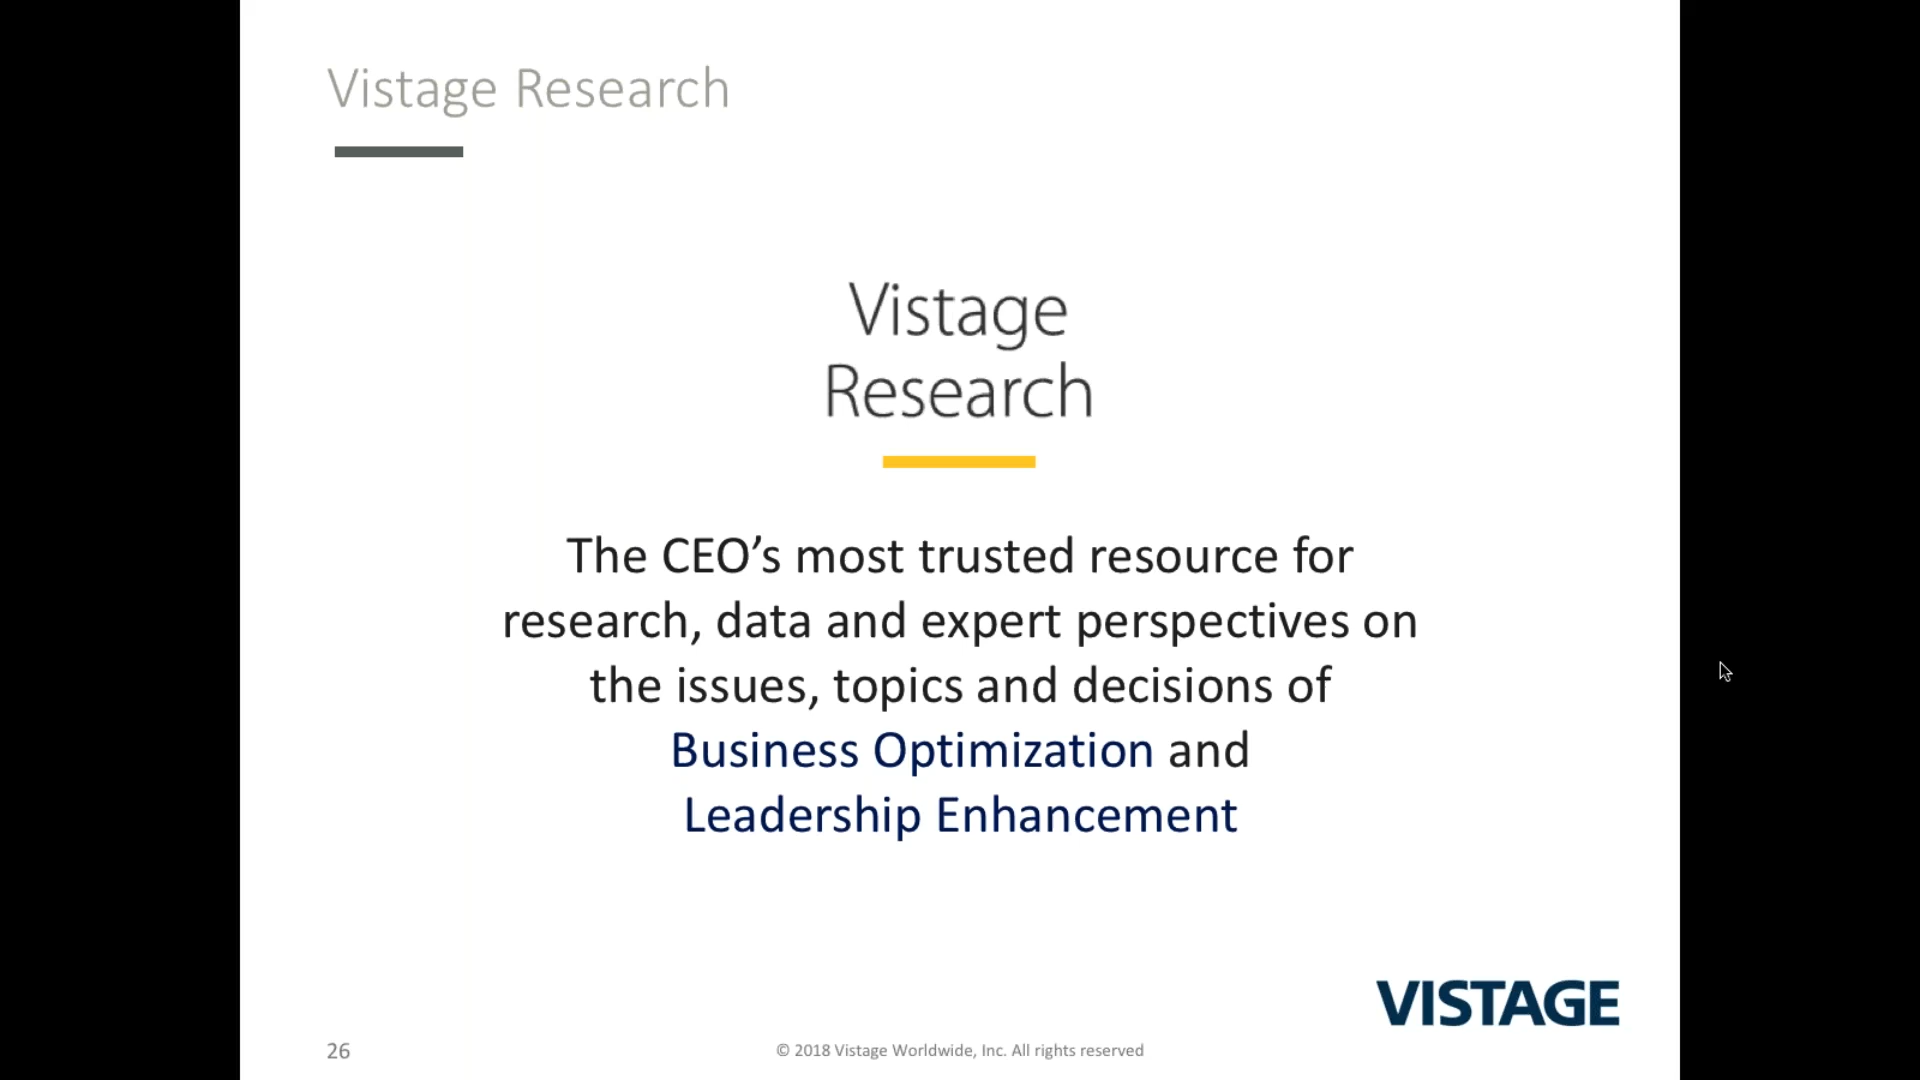 Vistage Research
Vistage
Research
The CEO’s most trusted resource for
research, data and expert perspectives on
the issues, topics and decisions of
Business Optimization and
Leadership Enhancement
VISTAGE
26
© 2018 Vistage Worldwide, Inc. All rights reserved